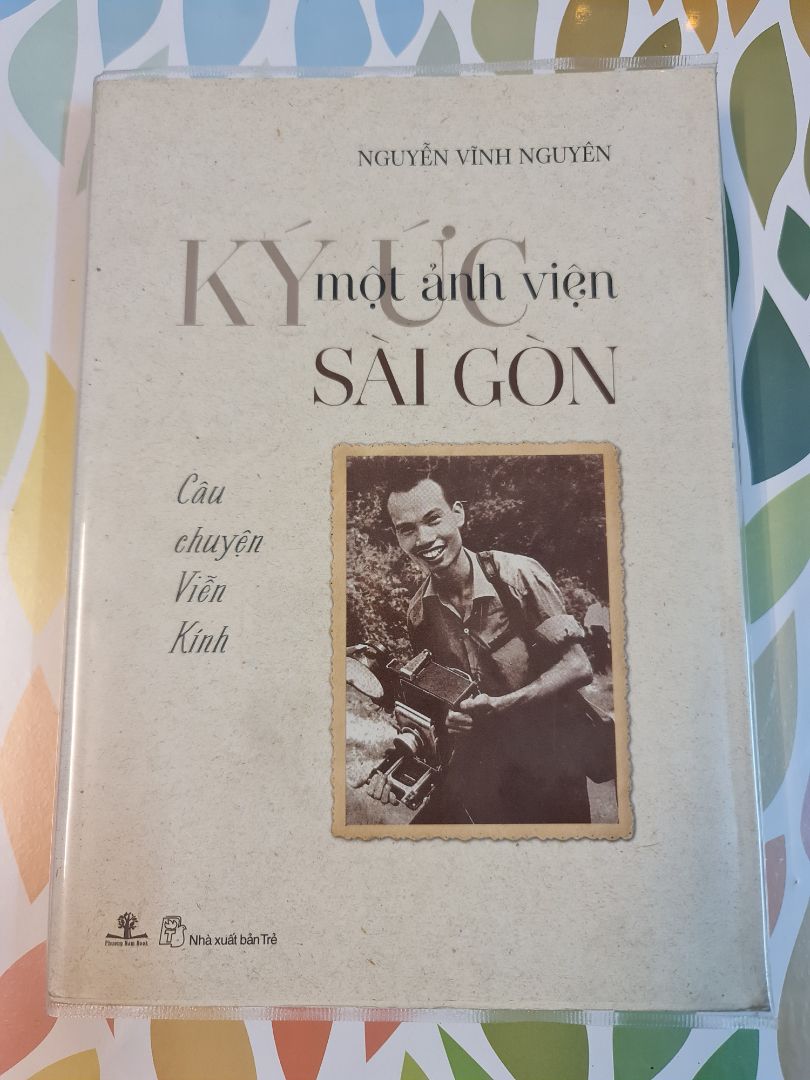 NGUYỄN VĨNH NGUYÊN
KÝ ỨC
một ảnh viện
SÀI GÒN
Câu
chuyện
Viễn
Kính
Phuong Nam Book
Nhà xuất bản Trẻ